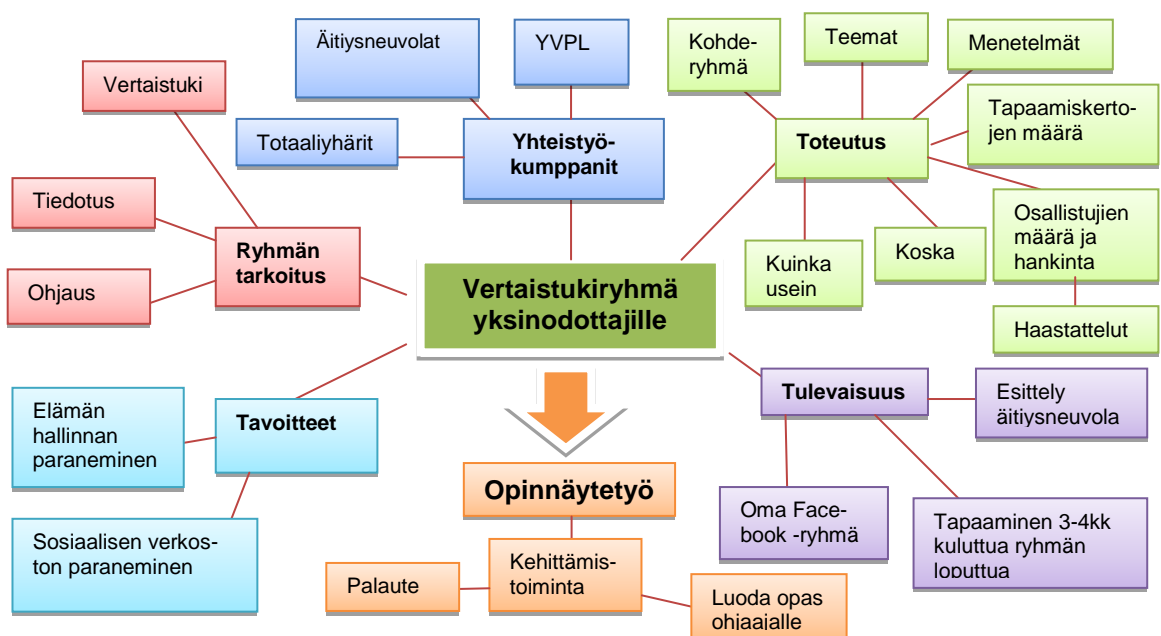 Äitiysneuvolat
YVPL
Kohde-
ryhmä
Teemat
Menetelmät
Vertaistuki
Totaaliyhärit
Yhteistyö-
kumppanit
Toteutus
Tapaamiskerto-
jen määrä
Tiedotus
Ryhmän
tarkoitus
Ohjaus
Kuinka
usein
Koska
Osallistujien
määrä ja
hankinta
Haastattelut
Vertaistukiryhmä
yksinodottajille
Elämän
hallinnan
paraneminen
Tavoitteet
Sosiaalisen verkos-
ton paraneminen
Tulevaisuus
Esittely
äitiysneuvola
Oma Face-
book -ryhmä
Tapaaminen 3-4kk
kuluttua ryhmän
loputtua
Opinnäytetyö
Kehittämis-
toiminta
Palaute
Luoda opas
ohjaajalle